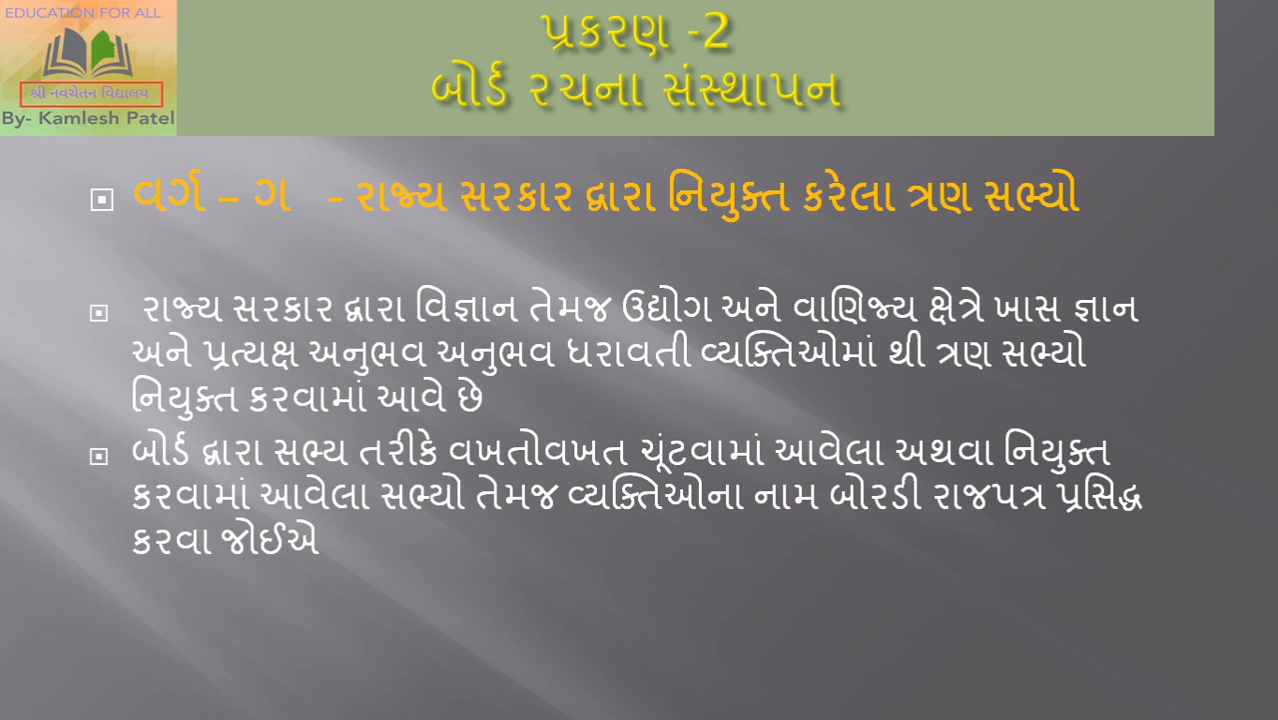 EDUCATION FOR ALL
શ્રી નવચેતન વિદ્યાલય
By- Kamlesh Patel
પ્રકરણ -2
બોર્ડ રચના સંસ્થાપન
વર્ગ – ગ - રાજ્ય સરકાર દ્વારા નિયુક્ત કરેલા ત્રણ સભ્યો
રાજ્ય સરકાર દ્વારા વિજ્ઞાન તેમજ ઉદ્યોગ અને વાણિજ્ય ક્ષેત્રે ખાસ જ્ઞાન
અને પ્રત્યક્ષ અનુભવ અનુભવ ધરાવતી વ્યક્તિઓમાં થી ત્રણ સભ્યો
નિયુક્ત કરવામાં આવે છે
બોર્ડ દ્વારા સભ્ય તરીકે વખતોવખત ચૂંટવામાં આવેલા અથવા નિયુક્ત
કરવામાં આવેલા સભ્યો તેમજ વ્યક્તિઓના નામ બોરડી રાજપત્ર પ્રસિદ્ધ
કરવા જોઈએ